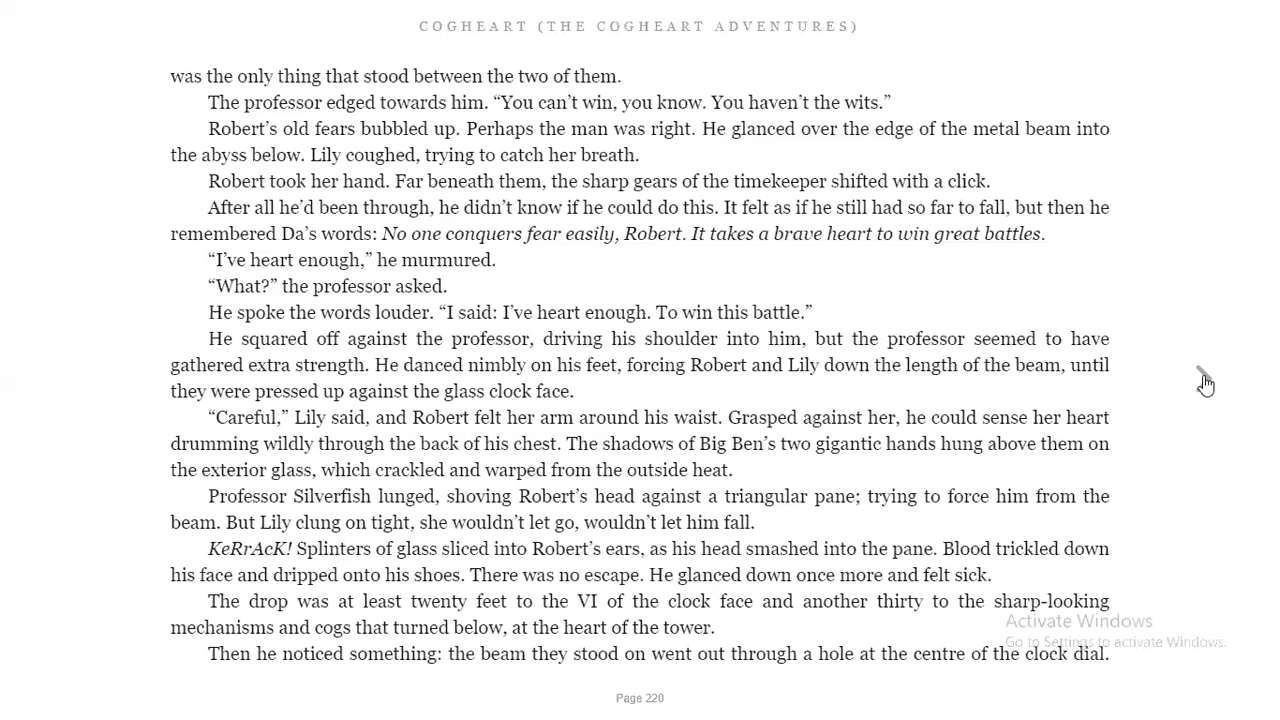 COGHEART (THE COGHEART ADVENTURES)
was the only thing that stood between the two of them.
The professor edged towards him. “You can’t win, you know. You haven’t the wits.”
Robert’s old fears bubbled up. Perhaps the man was right. He glanced over the edge of the metal beam into
the abyss below. Lily coughed, trying to catch her breath.
Robert took her hand. Far beneath them, the sharp gears of the timekeeper shifted with a click.
After all he’d been through, he didn’t know if he could do this. It felt as if he still had so far to fall, but then he
remembered Da’s words: No one conquers fear easily, Robert. It takes a brave heart to win great battles.
“I’ve heart enough,” he murmured.
“What?” the professor asked.
He spoke the words louder. “I said: I’ve heart enough. To win this battle.”
He squared off against the professor, driving his shoulder into him, but the professor seemed to have
gathered extra strength. He danced nimbly on his feet, forcing Robert and Lily down the length of the beam, until
they were pressed up against the glass clock face.
“Careful,” Lily said, and Robert felt her arm around his waist. Grasped against her, he could sense her heart
drumming wildly through the back of his chest. The shadows of Big Ben’s two gigantic hands hung above them on
the exterior glass, which crackled and warped from the outside heat.
Professor Silverfish lunged, shoving Robert’s head against a triangular pane; trying to force him from the
beam. But Lily clung on tight, she wouldn’t let go, wouldn’t let him fall.
KeRrAcK! Splinters of glass sliced into Robert’s ears, as his head smashed into the pane. Blood trickled down
his face and dripped onto his shoes. There was no escape. He glanced down once more and felt sick.
The drop was at least twenty feet to the VI of the clock face and another thirty to the sharp-looking
mechanisms and cogs that turned below, at the heart of the tower.
Then he noticed something: the beam they stood on went out through a hole at the centre of the clock dial.
Activate Windows
Go to Settings to activate Windows.
Page 220